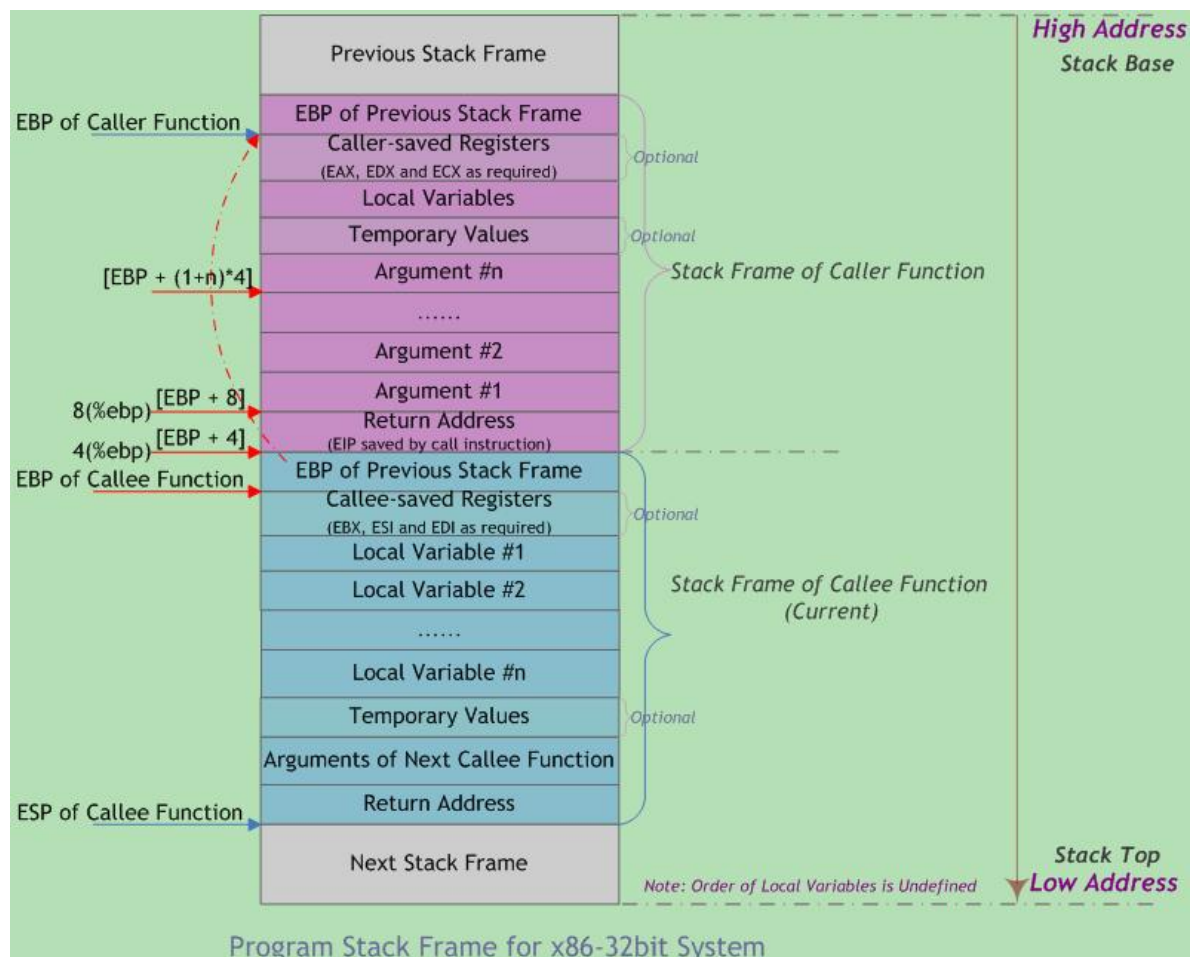 High Address
Previous Stack Frame
Stack Base
EBP of Previous Stack Frame
EBP of Caller Function
Caller-saved Registers
(EAX, EDX and ECX as required)
Optional
Local Variables
Temporary Values
Optional
[EBP + (1+n)*4]
Argument #n
Stack Frame of Caller Function
......
Argument #2
Argument #1
8(%ebp)
[EBP + 8]
Return Address
(EIP saved by call instruction)
4(%ebp)
[EBP + 4]
EBP of Previous Stack Frame
EBP of Callee Function
Callee-saved Registers
(EBX, ESI and EDI as required)
Optional
Local Variable #1
Local Variable #2
Stack Frame of Callee Function
(Current)
......
Local Variable #n
Temporary Values
Optional
Arguments of Next Callee Function
Return Address
ESP of Callee Function
Next Stack Frame
Stack Top
Note: Order of Local Variables is Undefined
Low Address
Program Stack Frame for x86-32bit System